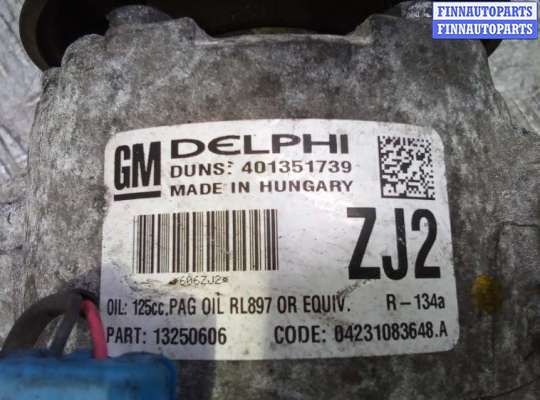 FINNAUTOPARTS
FINNAUTOPARTS
GM DELPHI
DUNS: 401351739
MADE IN HUNGARY
ZJ2
*606ZJ2*
OIL: 125cc, PAG OIL RL897 OR EQUIV. R-134a
PART: 13250606 CODE: 04231083648.A